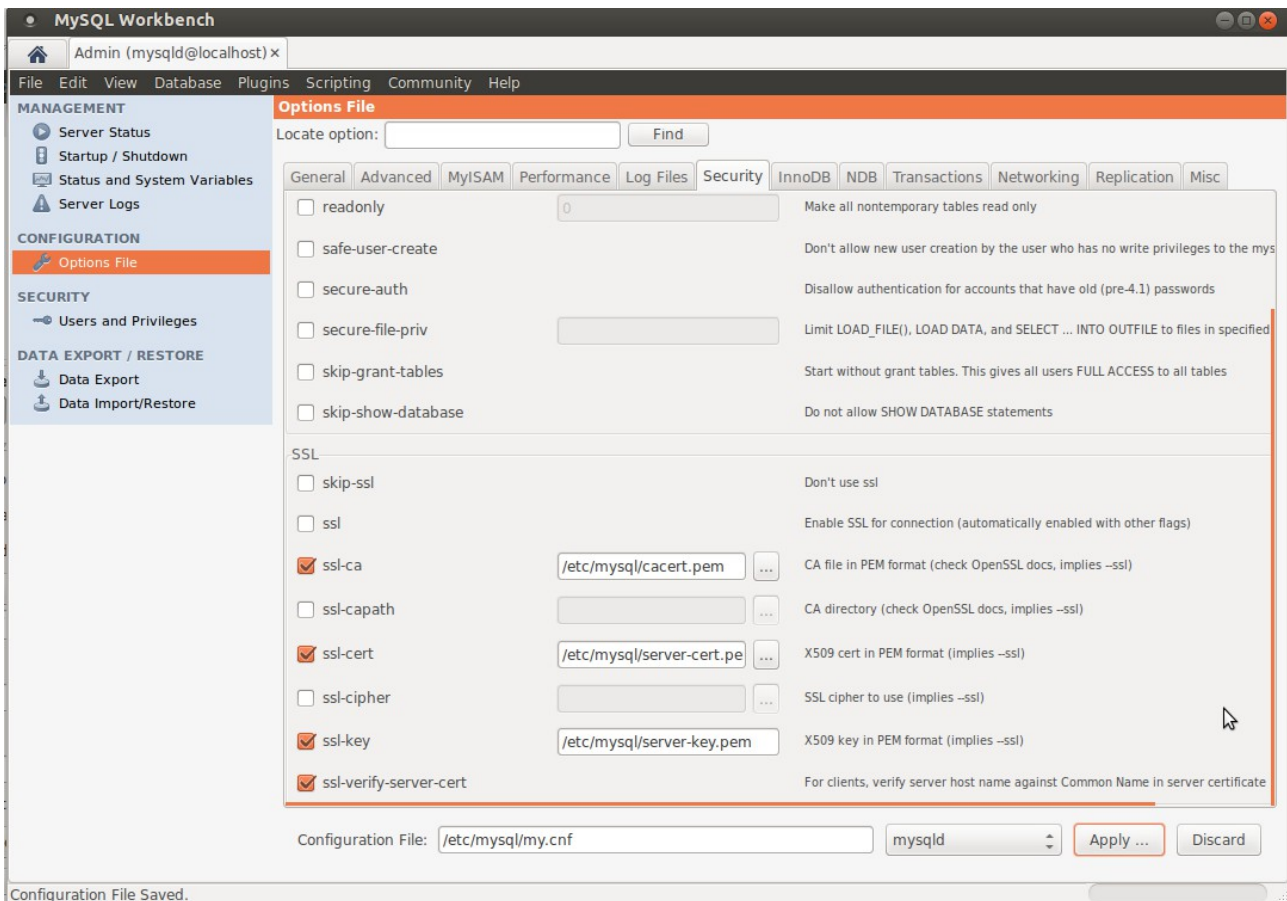 MySQL Workbench
Admin (mysqld@localhost) ×
File Edit View Database Plugins Scripting Community Help
MANAGEMENT
Server Status
Startup / Shutdown
Status and System Variables
Server Logs
CONFIGURATION
Options File
SECURITY
Users and Privileges
DATA EXPORT / RESTORE
Data Export
Data Import/Restore
Options File
Locate option: Find
General Advanced MyISAM Performance Log Files Security InnoDB NDB Transactions Networking Replication Misc
readonly 0 Make all nontemporary tables read only
safe-user-create Don't allow new user creation by the user who has no write privileges to the mys
secure-auth Disallow authentication for accounts that have old (pre-4.1) passwords
secure-file-priv Limit LOAD_FILE(), LOAD DATA, and SELECT ... INTO OUTFILE to files in specified
skip-grant-tables Start without grant tables. This gives all users FULL ACCESS to all tables
skip-show-database Do not allow SHOW DATABASE statements
SSL
skip-ssl Don't use ssl
ssl Enable SSL for connection (automatically enabled with other flags)
ssl-ca /etc/mysql/cacert.pem ... CA file in PEM format (check OpenSSL docs, implies --ssl)
ssl-capath ... CA directory (check OpenSSL docs, implies --ssl)
ssl-cert /etc/mysql/server-cert.pe ... X509 cert in PEM format (implies --ssl)
ssl-cipher ... SSL cipher to use (implies --ssl)
ssl-key /etc/mysql/server-key.pem X509 key in PEM format (implies --ssl)
ssl-verify-server-cert For clients, verify server host name against Common Name in server certificate
Configuration File: /etc/mysql/my.cnf mysqld Apply ... Discard
Configuration File Saved.